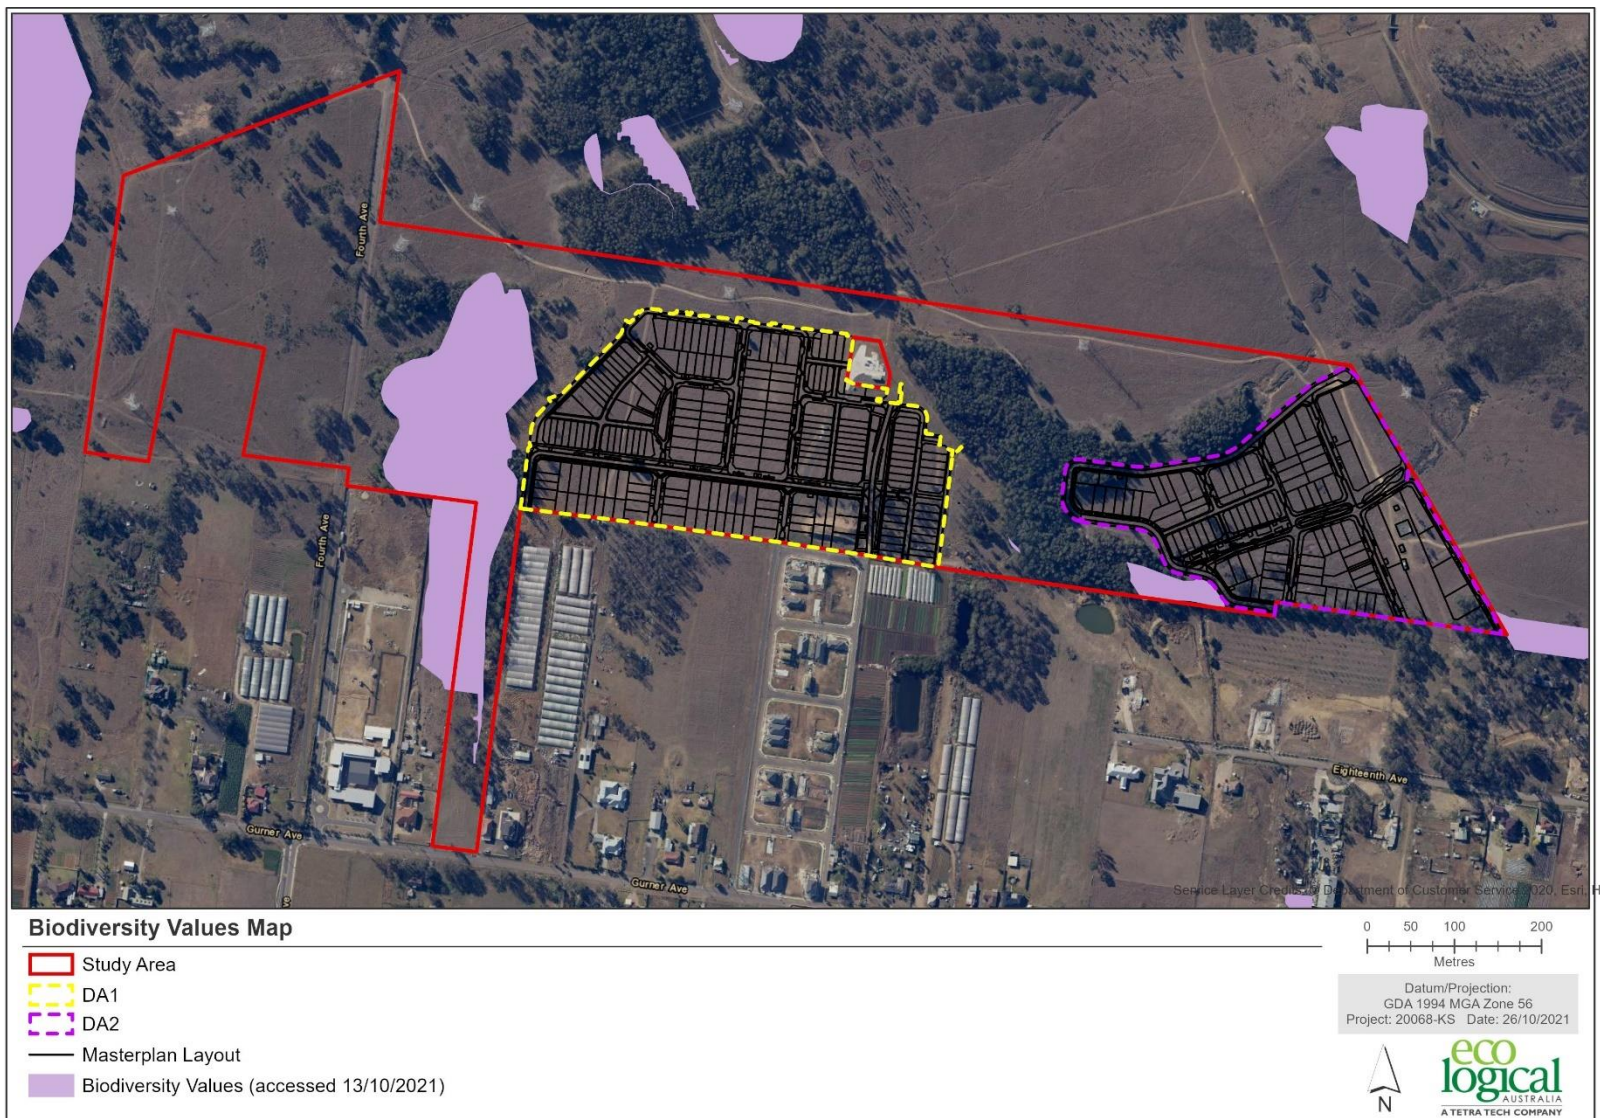 Fourth Ave
Fourth Ave
Eighteenth Ave
Gurner Ave
Gurner Ave
ve
Service Layer Credits: © Department of Customer Service 2020, Esri, H
Biodiversity Values Map
Study Area
DA1
DA2
Masterplan Layout
Biodiversity Values (accessed 13/10/2021)
0 50 100 200
Metres
Datum/Projection:
GDA 1994 MGA Zone 56
Project: 20068-KS Date: 26/10/2021
N
eco
logical
AUSTRALIA
A TETRA TECH COMPANY